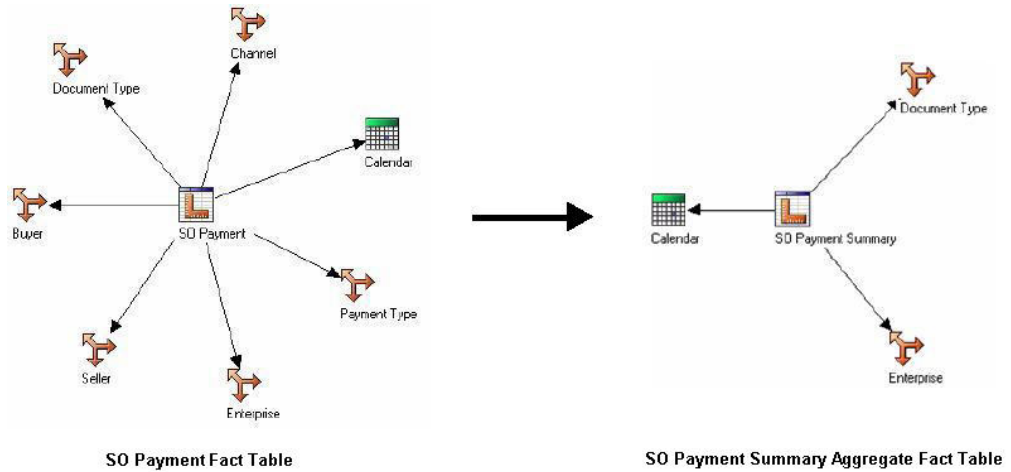 Channel
Document Type
Calendar
Buyer
SO Payment
Payment Type
Seller
Enterprise
SO Payment Fact Table
Document Type
Calendar
SO Payment Summary
Enterprise
SO Payment Summary Aggregate Fact Table